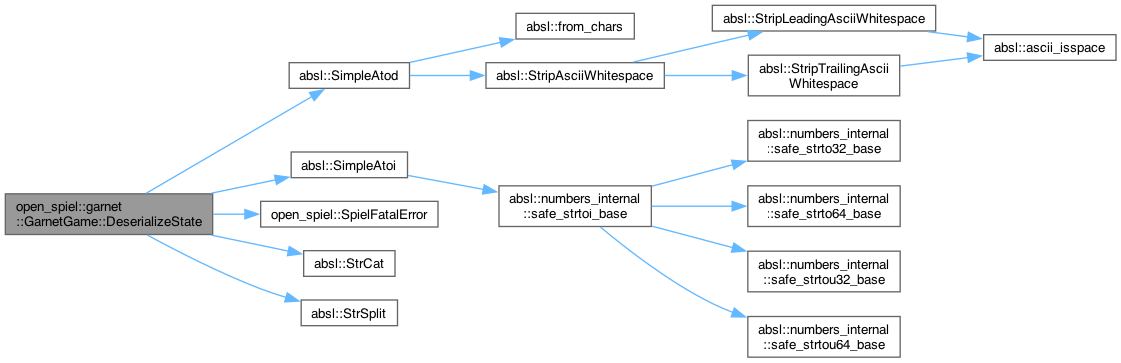 absl::StripLeadingAsciiWhitespace
absl::from_chars
absl::ascii_isspace
absl::SimpleAtod
absl::StripAsciiWhitespace
absl::StripTrailingAscii
Whitespace
absl::numbers_internal
::safe_strto32_base
absl::SimpleAtoi
absl::numbers_internal
::safe_strtoi_base
absl::numbers_internal
::safe_strto64_base
open_spiel::garnet
::GarnetGame::DeserializeState
open_spiel::SpielFatalError
absl::StrCat
absl::numbers_internal
::safe_strtou32_base
absl::StrSplit
absl::numbers_internal
::safe_strtou64_base